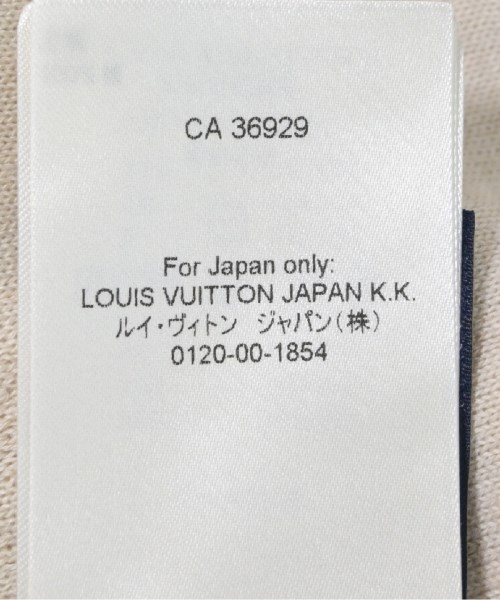 CA 36929
For Japan only:
LOUIS VUITTON JAPAN K.K.
ルイ・ヴィトン ジャパン(株)
0120-00-1854